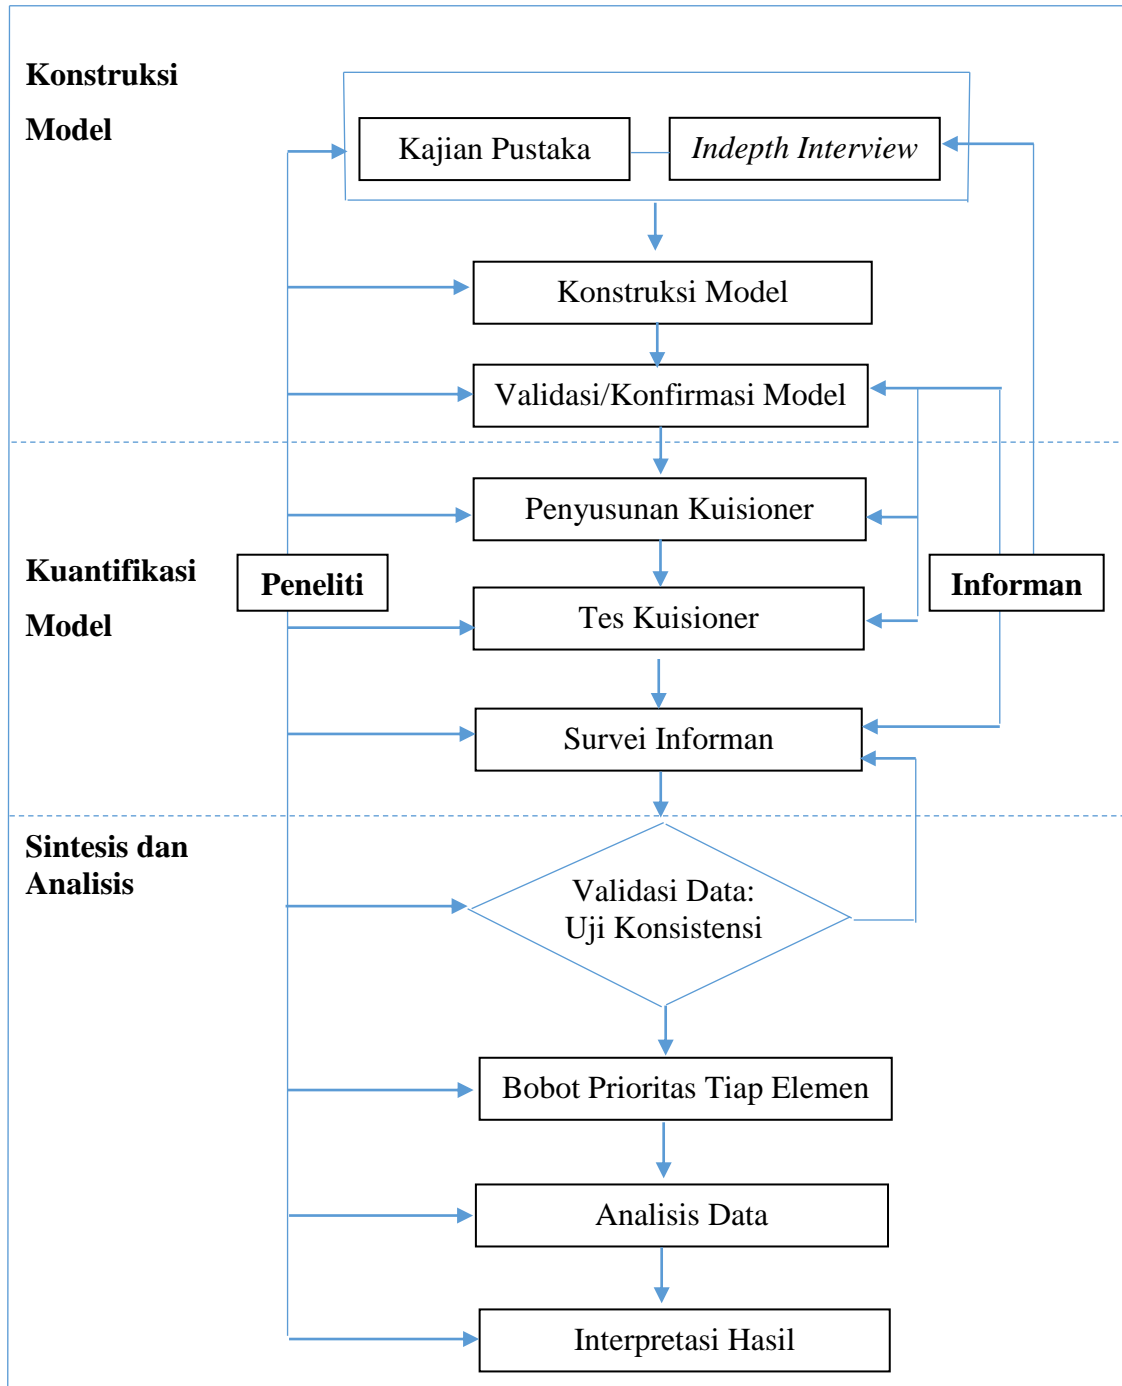 Konstruksi
Model
Kajian Pustaka
Indepth Interview
Konstruksi Model
Validasi/Konfirmasi Model
Kuantifikasi
Model
Penyusunan Kuisioner
Peneliti
Informan
Tes Kuisioner
Survei Informan
Sintesis dan
Analisis
Validasi Data:
Uji Konsistensi
Bobot Prioritas Tiap Elemen
Analisis Data
Interpretasi Hasil